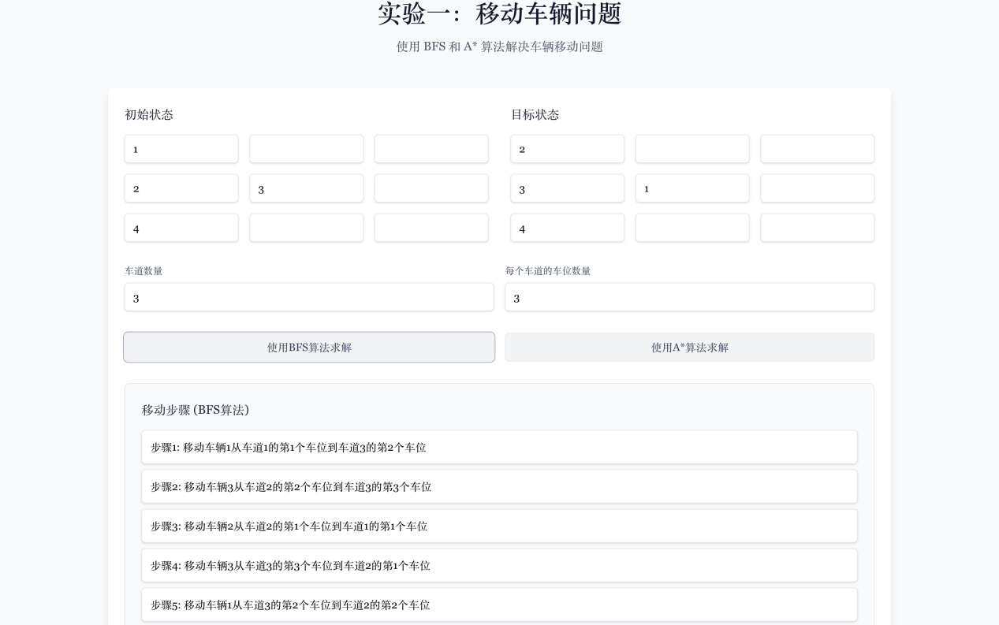 实验一：移动车辆问题
使用 BFS 和 A* 算法解决车辆移动问题
初始状态
1
2 3
4
目标状态
2
3 1
4
车道数量
3
每个车道的车位数量
3
使用BFS算法求解
使用A*算法求解
移动步骤 (BFS算法)
步骤1: 移动车辆1从车道1的第1个车位到车道3的第2个车位
步骤2: 移动车辆3从车道2的第2个车位到车道3的第3个车位
步骤3: 移动车辆2从车道2的第1个车位到车道1的第1个车位
步骤4: 移动车辆3从车道3的第3个车位到车道2的第1个车位
步骤5: 移动车辆1从车道3的第2个车位到车道2的第2个车位